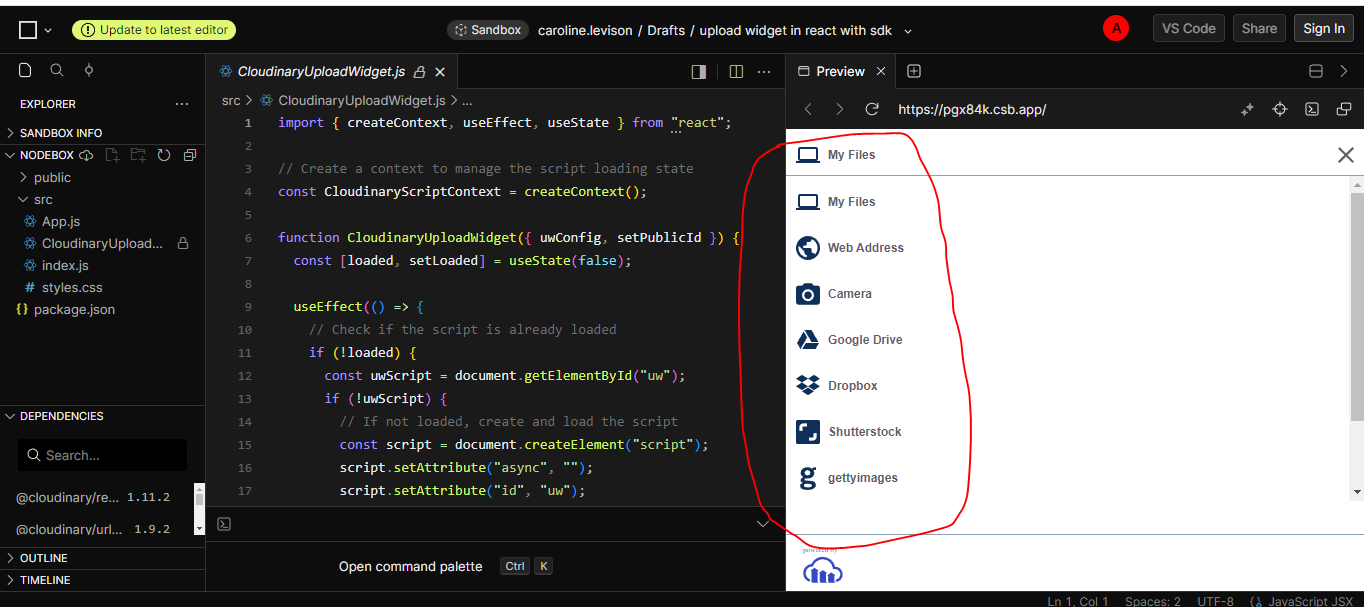 Update to latest editor
Sandbox caroline.levison / Drafts / upload widget in react with sdk
A VS Code Share Sign In
EXPLORER
SANDBOX INFO
NODEBOX
public
src
App.js
CloudinaryUpload...
index.js
styles.css
package.json
DEPENDENCIES
Search...
@cloudinary/re... 1.11.2
@cloudinary/url... 1.9.2
OUTLINE
TIMELINE
CloudinaryUploadWidget.js
src > CloudinaryUploadWidget.js > ...
1 import { createContext, useEffect, useState } from "react";
2
3 // Create a context to manage the script loading state
4 const CloudinaryScriptContext = createContext();
5
6 function CloudinaryUploadWidget({ uwConfig, setPublicId }) {
7 const [loaded, setLoaded] = useState(false);
8
9 useEffect(() => {
10 // Check if the script is already loaded
11 if (!loaded) {
12 const uwScript = document.getElementById("uw");
13 if (!uwScript) {
14 // If not loaded, create and load the script
15 const script = document.createElement("script");
16 script.setAttribute("async", "");
17 script.setAttribute("id", "uw");
Open command palette Ctrl K
Preview
https://pgx84k.csb.app/
My Files
My Files
Web Address
Camera
Google Drive
Dropbox
Shutterstock
gettyimages
powered by
Ln 1, Col 1 Spaces: 2 UTF-8 {} JavaScript JSX